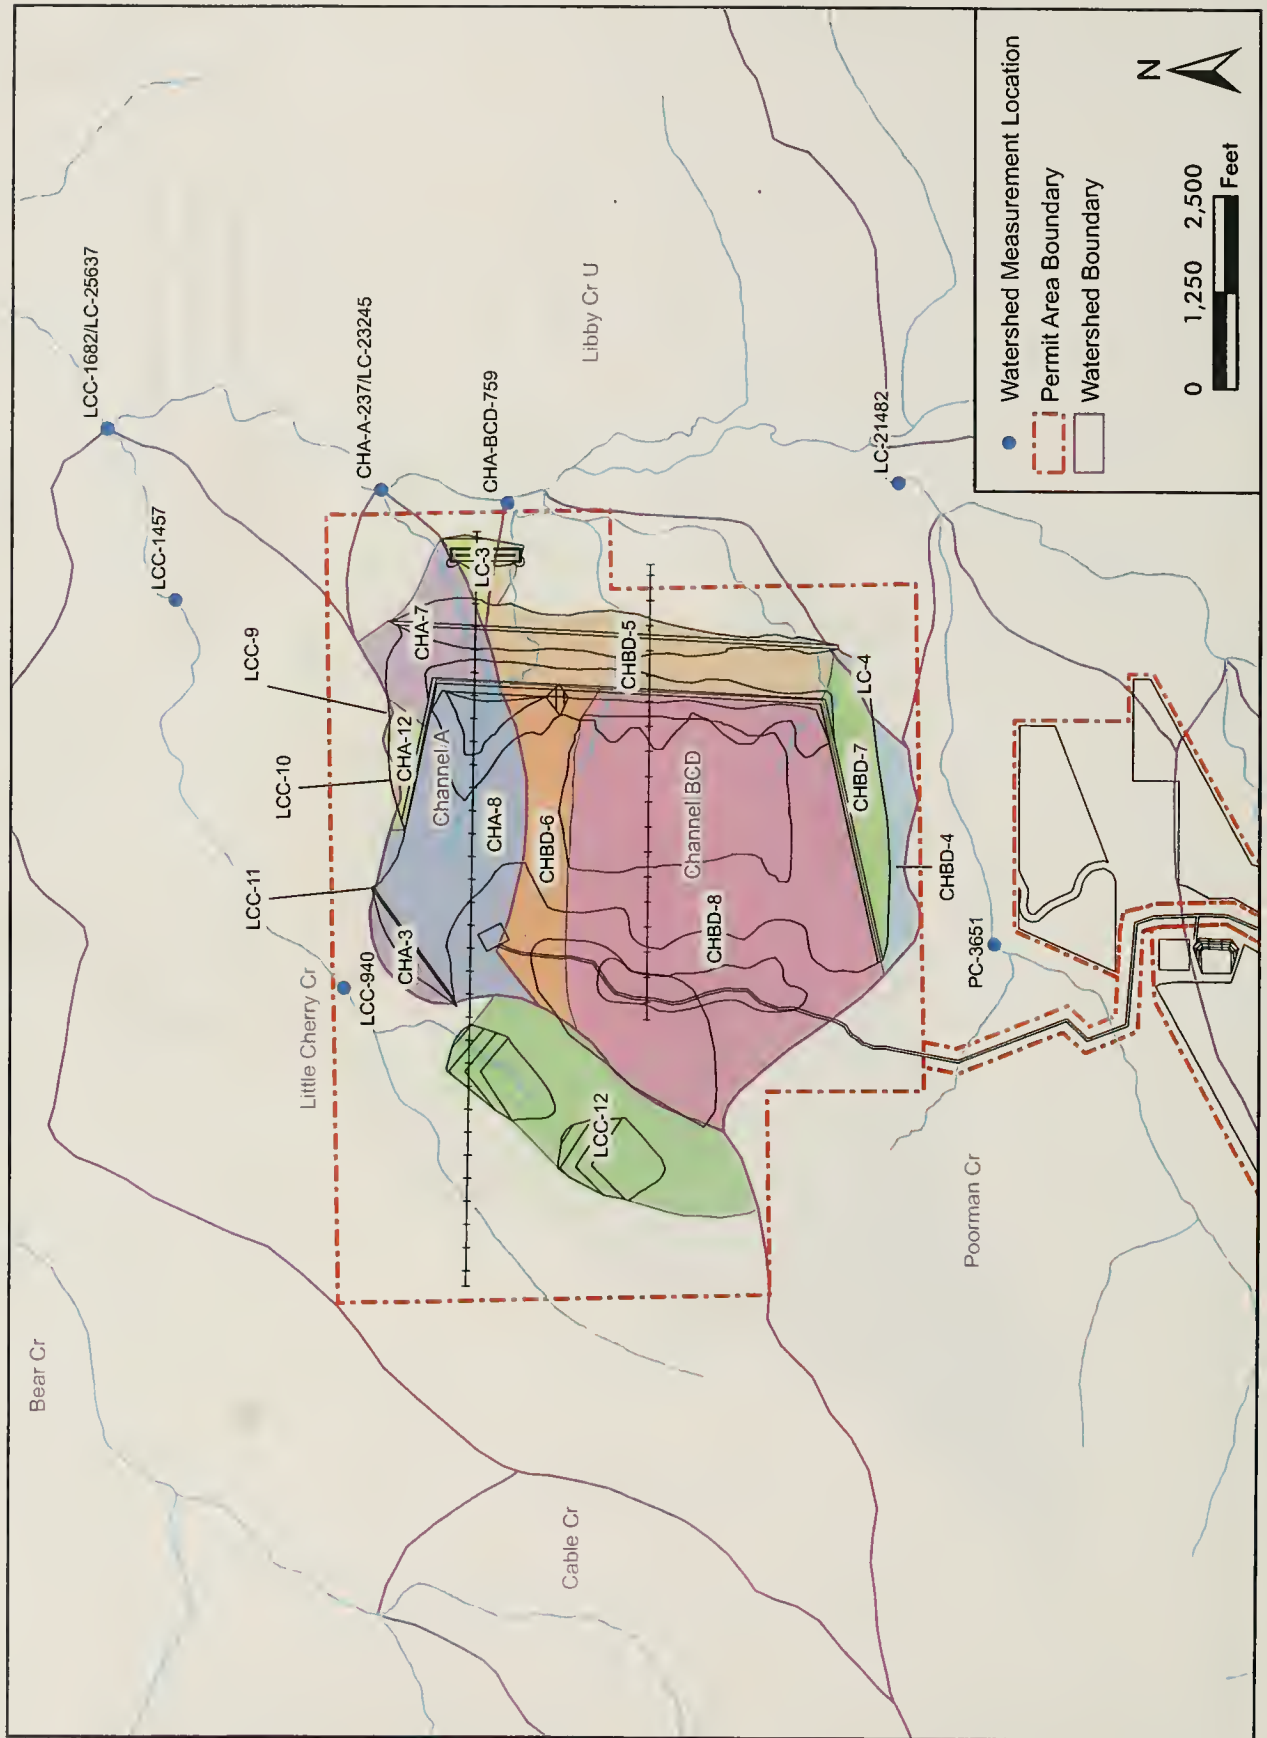 Bear Cr
Cable Cr
Little Cherry Cr
Libby Cr U
Poorman Cr
LCC-1682/LC-25637
LCC-1457
CHA-A-237/LC-23245
CHA-BCD-759
LC-21482
LCC-940
PC-3651
LCC-9
LCC-10
LCC-11
LC-3
CHA-7
CHA-12
Channel A
CHA-8
CHA-3
CHBD-5
CHBD-6
Channel BCD
CHBD-8
LC-4
CHBD-7
CHBD-4
LCC-12
Watershed Measurement Location
Permit Area Boundary
Watershed Boundary
N
0 1,250 2,500
Feet